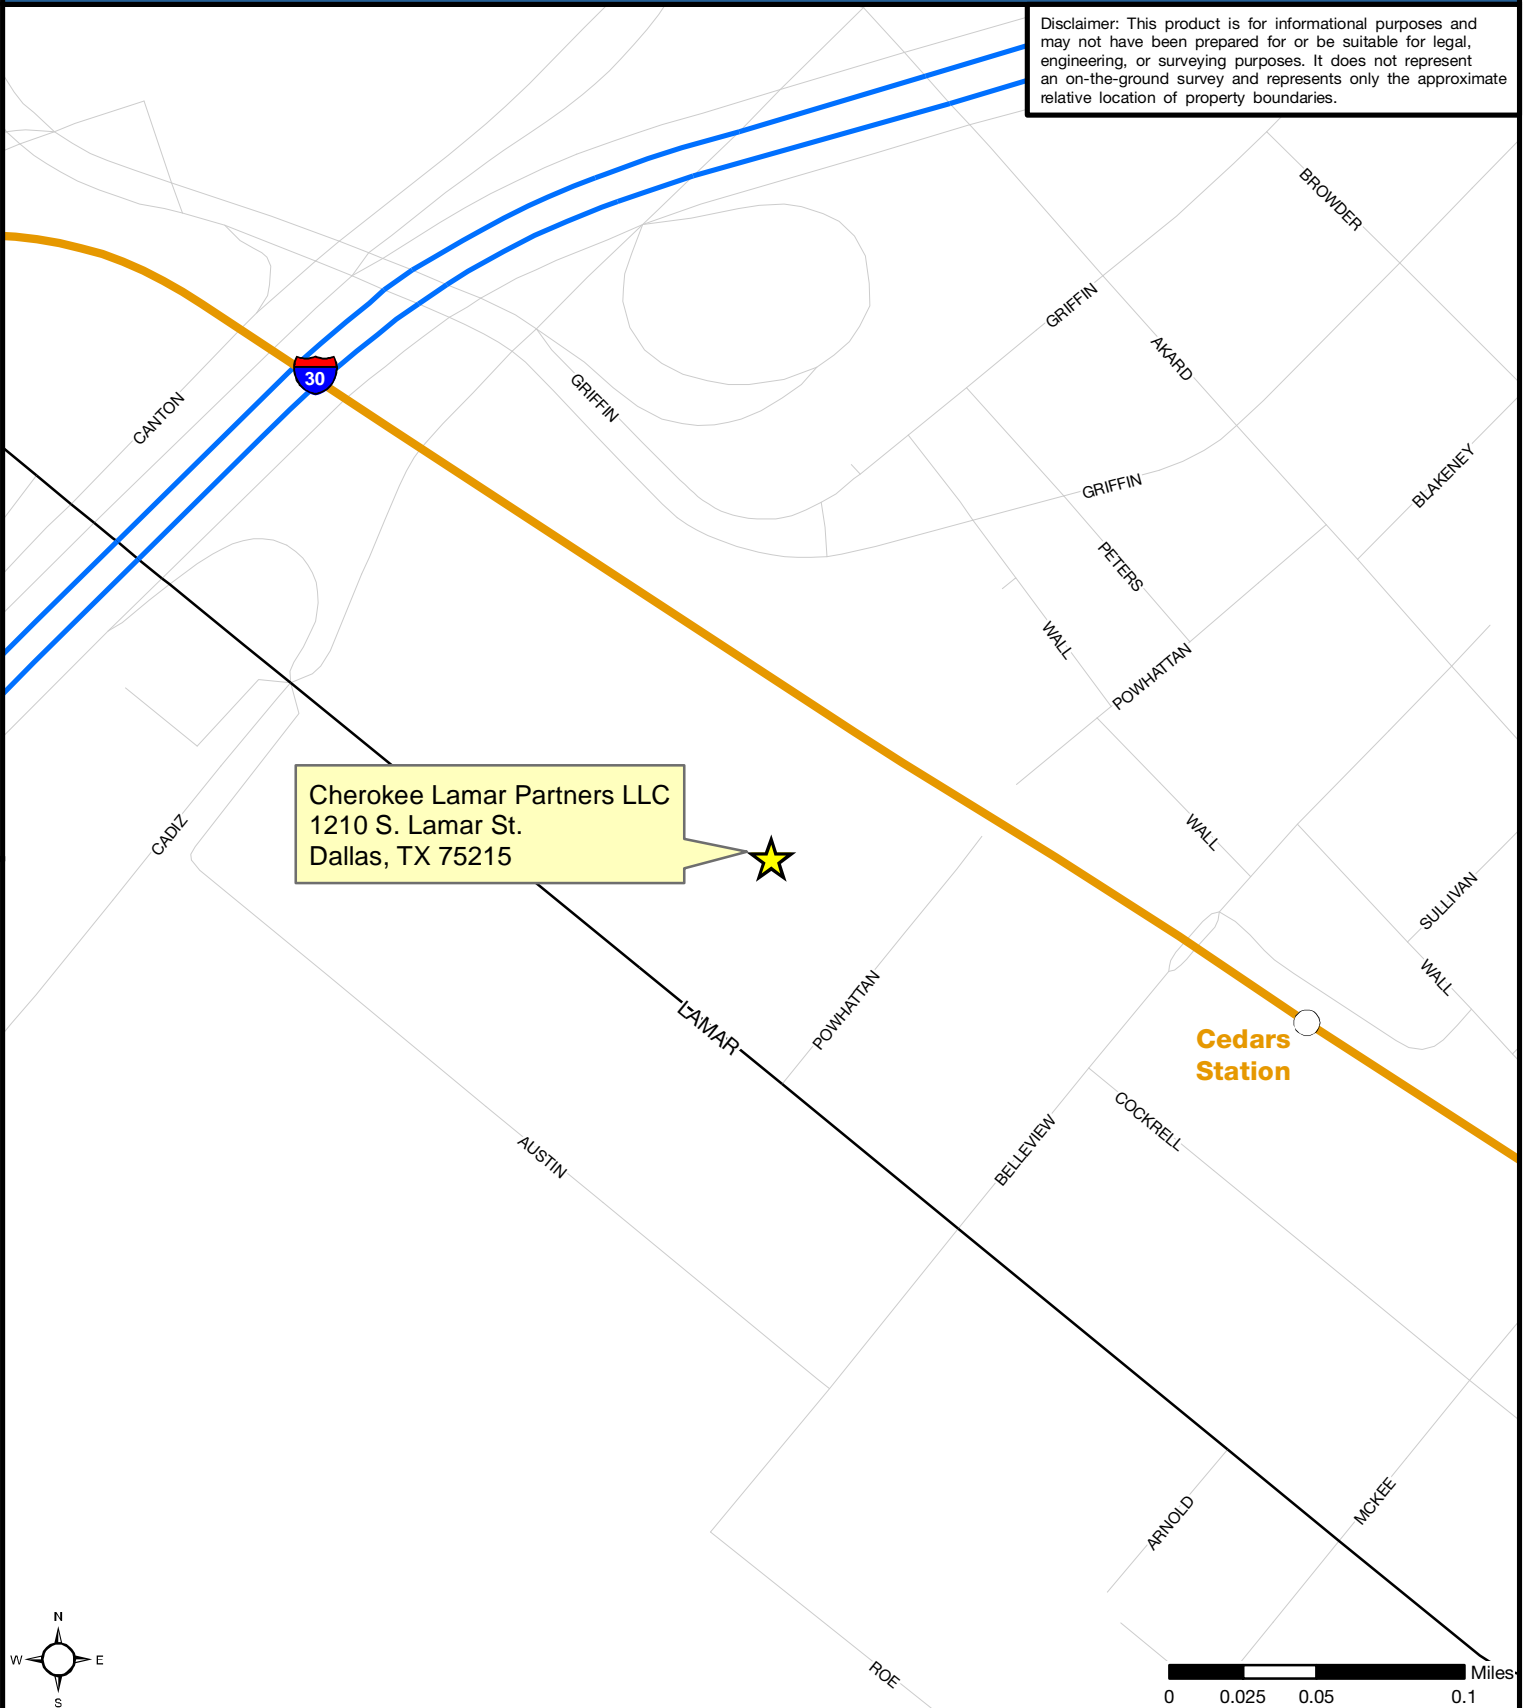 Disclaimer: This product is for informational purposes and
may not have been prepared for or be suitable for legal,
engineering, or surveying purposes. It does not represent
an on-the-ground survey and represents only the approximate
relative location of property boundaries.
BROWDER
GRIFFIN
AKARD
30
GRIFFIN
CANTON
BLAKENEY
GRIFFIN
PETERS
WALL
POWHATTAN
Cherokee Lamar Partners LLC
1210 S. Lamar St.
Dallas, TX 75215
CADIZ
WALL
SULLIVAN
WALL
POWHATTAN
LAMAR
Cedars
Station
COCKRELL
BELLEVIEW
AUSTIN
MCKEE
ARNOLD
ROE
N
W E
S
Miles
0 0.025 0.05 0.1